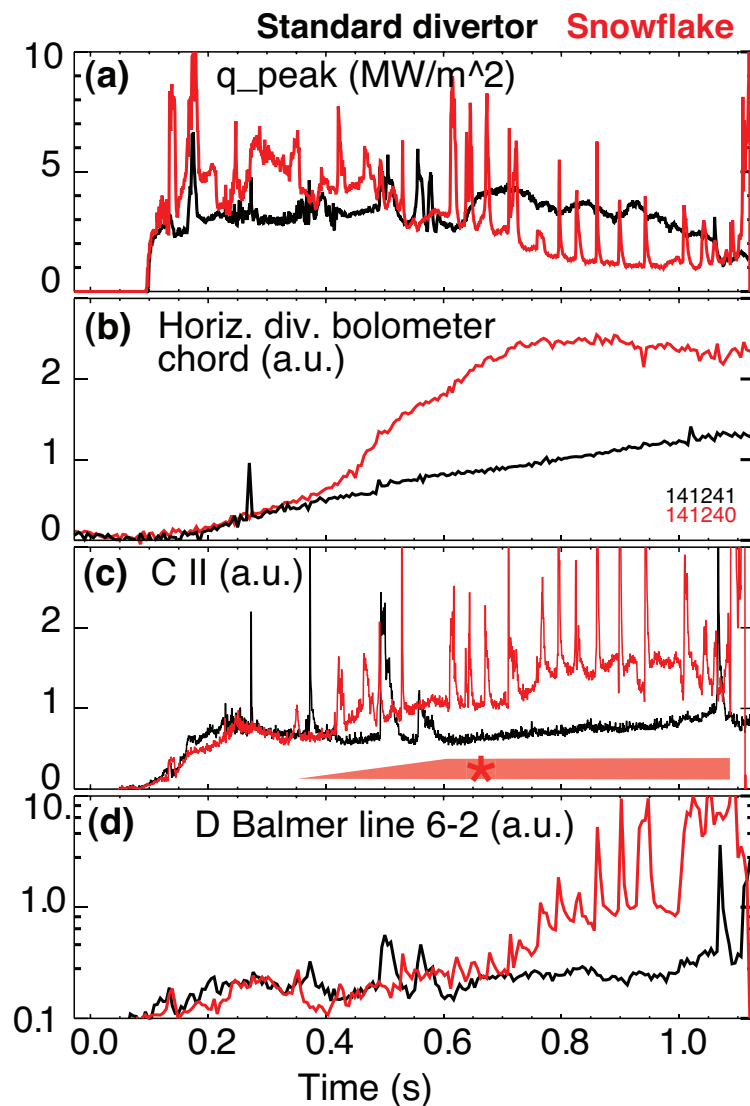 Standard divertor Snowflake
10
(a) q_peak (MW/m^2)
5
0
(b) Horiz. div. bolometer
chord (a.u.)
2
1
141241
141240
0
(c) C II (a.u.)
2
1
*
0
10.
(d) D Balmer line 6-2 (a.u.)
1.0
0.1
0.0 0.2 0.4 0.6 0.8 1.0
Time (s)